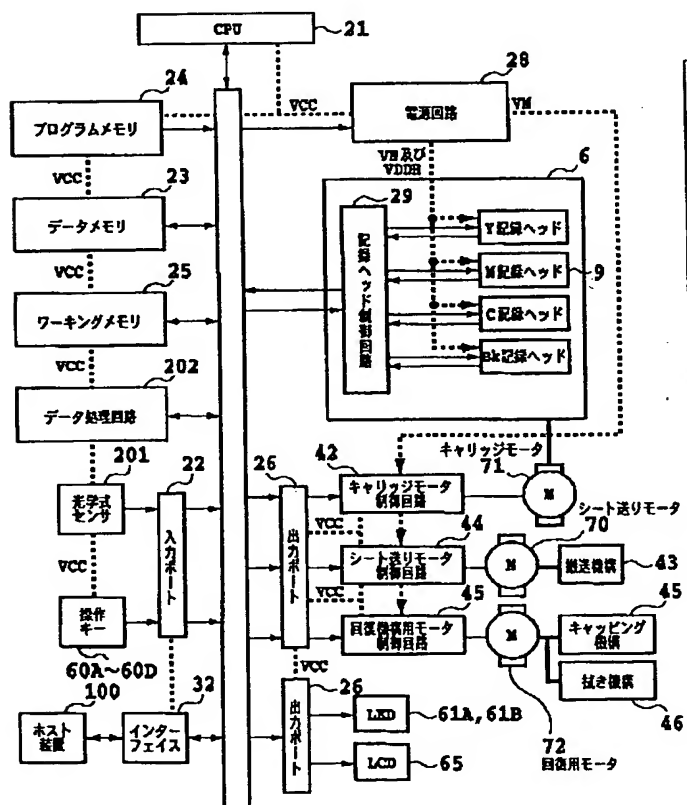 CPU
21
24
28
プログラムメモリ
VCC
電源回路
VM
VCC
VH及び
VDDH
23
6
データメモリ
29
Y記録ヘッド
VCC
25
記録ヘッド制御回路
M記録ヘッド
9
ワーキングメモリ
C記録ヘッド
VCC
202
Bk記録ヘッド
データ処理回路
201
22
26
42
キャリッジモータ
71
光学式
センサ
入力ポート
出力ポート
キャリッジモータ
制御回路
M
シート送りモータ
VCC
44
70
VCC
シート送りモータ
制御回路
M
搬送機構
43
VCC
45
45
操作
キー
回復機構用モータ
制御回路
M
キャッピング
機構
60A～60D
VCC
拭き機構
46
100
32
26
72
回復用モータ
ホスト
装置
インター
フェイス
出力ポート
LED
61A,61B
LCD
65